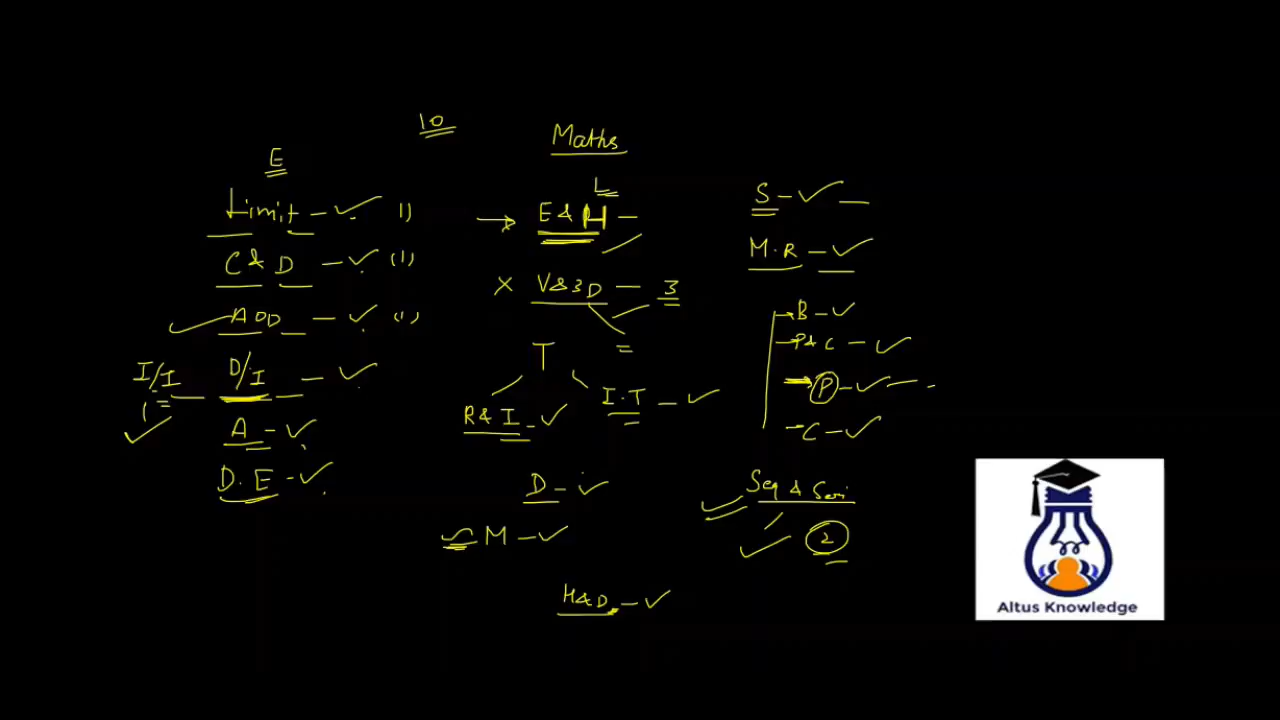 10
Maths
E
Limit - ✓ 1)
C & D - ✓ (1)
AOD - ✓ (1)
I/I D/I - ✓
A - ✓
D.E - ✓
L
→ E & H -
X V & 3D - 3
=
T
R & I - ✓ I.T - ✓
D - ✓
M - ✓
H & D - ✓
S - ✓ -
M.R - ✓
→ B - ✓
→ P & C - ✓
→ P - ✓ -
→ C - ✓
✓ Seq & Seri
✓ 2
Altus Knowledge